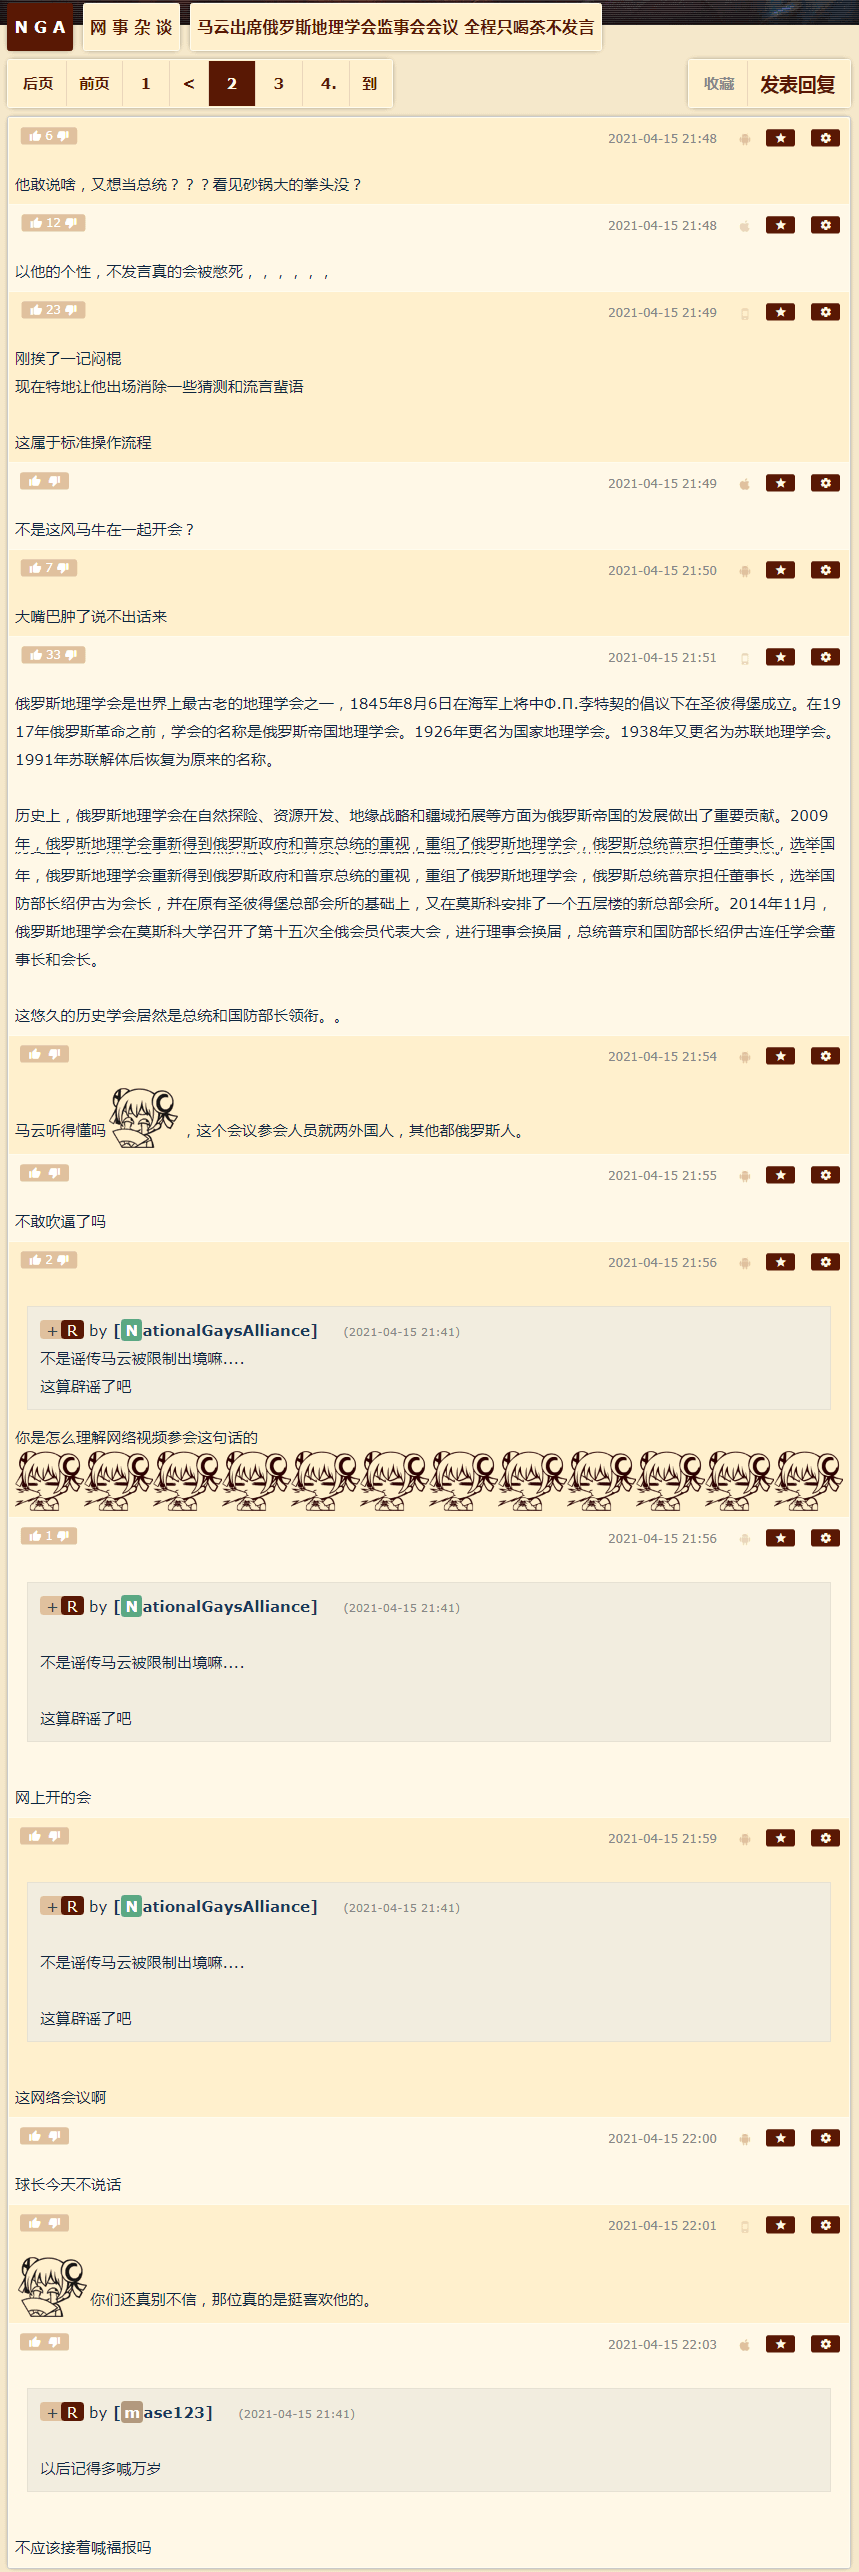 NGA 网事杂谈 马云出席俄罗斯地理学会监事会会议 全程只喝茶不发言
后页 前页 1 < 2 3 4. 到 收藏 发表回复
6 2021-04-15 21:48
他敢说啥，又想当总统？？？看见砂锅大的拳头没？
12 2021-04-15 21:48
以他的个性，不发言真的会被憋死，，，，，，
23 2021-04-15 21:49
刚挨了一记闷棍
现在特地让他出场消除一些猜测和流言蜚语
这属于标准操作流程
2021-04-15 21:49
不是这风马牛在一起开会？
7 2021-04-15 21:50
大嘴巴肿了说不出话来
33 2021-04-15 21:51
俄罗斯地理学会是世界上最古老的地理学会之一，1845年8月6日在海军上将中Ф.П.李特契的倡议下在圣彼得堡成立。在19
17年俄罗斯革命之前，学会的名称是俄罗斯帝国地理学会。1926年更名为国家地理学会。1938年又更名为苏联地理学会。
1991年苏联解体后恢复为原来的名称。
历史上，俄罗斯地理学会在自然探险、资源开发、地缘战略和疆域拓展等方面为俄罗斯帝国的发展做出了重要贡献。2009
年，俄罗斯地理学会重新得到俄罗斯政府和普京总统的重视，重组了俄罗斯地理学会，俄罗斯总统普京担任董事长，选举国
年，俄罗斯地理学会重新得到俄罗斯政府和普京总统的重视，重组了俄罗斯地理学会，俄罗斯总统普京担任董事长，选举国
防部长绍伊古为会长，并在原有圣彼得堡总部会所的基础上，又在莫斯科安排了一个五层楼的新总部会所。2014年11月，
俄罗斯地理学会在莫斯科大学召开了第十五次全俄会员代表大会，进行理事会换届，总统普京和国防部长绍伊古连任学会董
事长和会长。
这悠久的历史学会居然是总统和国防部长领衔。。
2021-04-15 21:54
马云听得懂吗 ，这个会议参会人员就两外国人，其他都俄罗斯人。
2021-04-15 21:55
不敢吹逼了吗
2 2021-04-15 21:56
+ R by [NationalGaysAlliance] (2021-04-15 21:41)
不是谣传马云被限制出境嘛....
这算辟谣了吧
你是怎么理解网络视频参会这句话的
1 2021-04-15 21:56
+ R by [NationalGaysAlliance] (2021-04-15 21:41)
不是谣传马云被限制出境嘛....
这算辟谣了吧
网上开的会
2021-04-15 21:59
+ R by [NationalGaysAlliance] (2021-04-15 21:41)
不是谣传马云被限制出境嘛....
这算辟谣了吧
这网络会议啊
2021-04-15 22:00
球长今天不说话
2021-04-15 22:01
你们还真别不信，那位真的是挺喜欢他的。
2021-04-15 22:03
+ R by [mase123] (2021-04-15 21:41)
以后记得多喊万岁
不应该接着喊福报吗